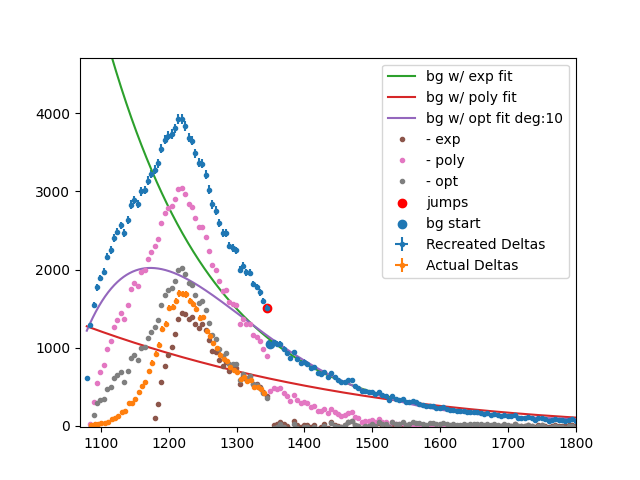 4000
3000
2000
1000
0
1100 1200 1300 1400 1500 1600 1700 1800
bg w/ exp fit
bg w/ poly fit
bg w/ opt fit deg:10
- exp
- poly
- opt
jumps
bg start
Recreated Deltas
Actual Deltas